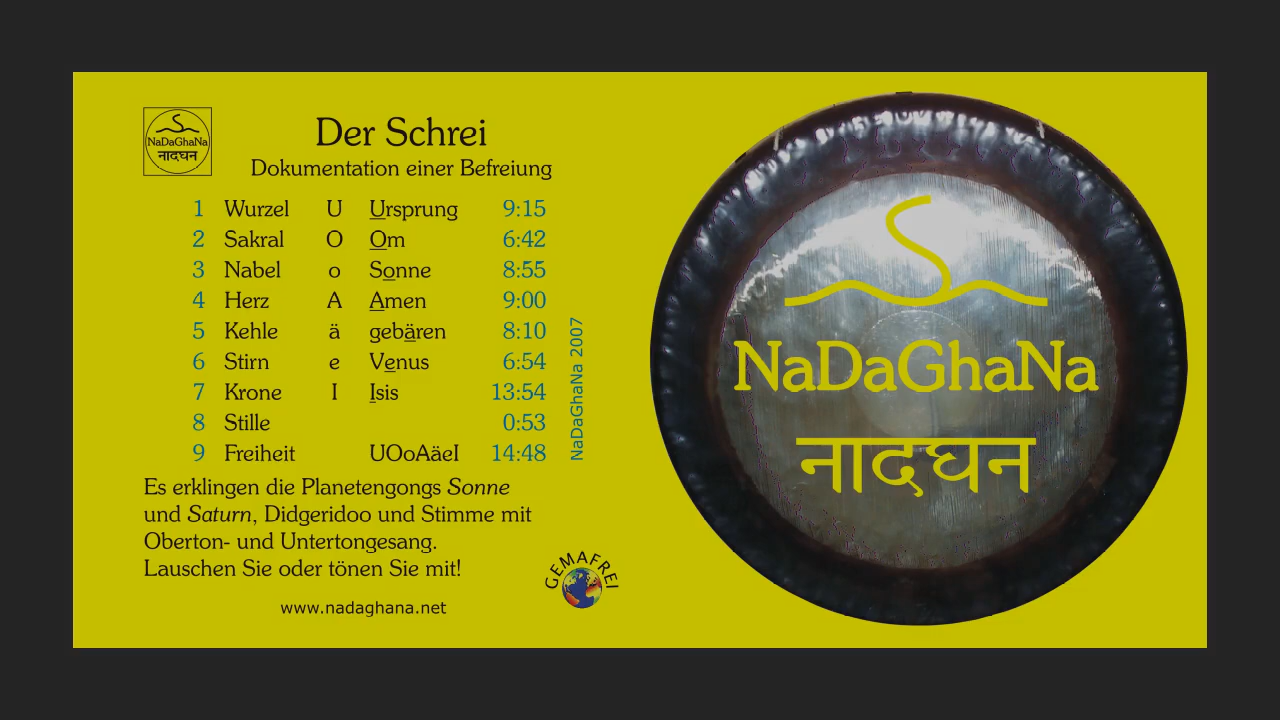 NaDaGhaNa
नादघन
Der Schrei
Dokumentation einer Befreiung
1 Wurzel U Ursprung 9:15
2 Sakral O Om 6:42
3 Nabel o Sonne 8:55
4 Herz A Amen 9:00
5 Kehle ä gebären 8:10
6 Stirn e Venus 6:54
7 Krone I Isis 13:54
8 Stille 0:53
9 Freiheit UOoAäeI 14:48
NaDaGhaNa 2007
Es erklingen die Planetengongs Sonne
und Saturn, Didgeridoo und Stimme mit
Oberton- und Untertongesang.
Lauschen Sie oder tönen Sie mit!
GEMAFREI
www.nadaghana.net
NaDaGhaNa
नादघन